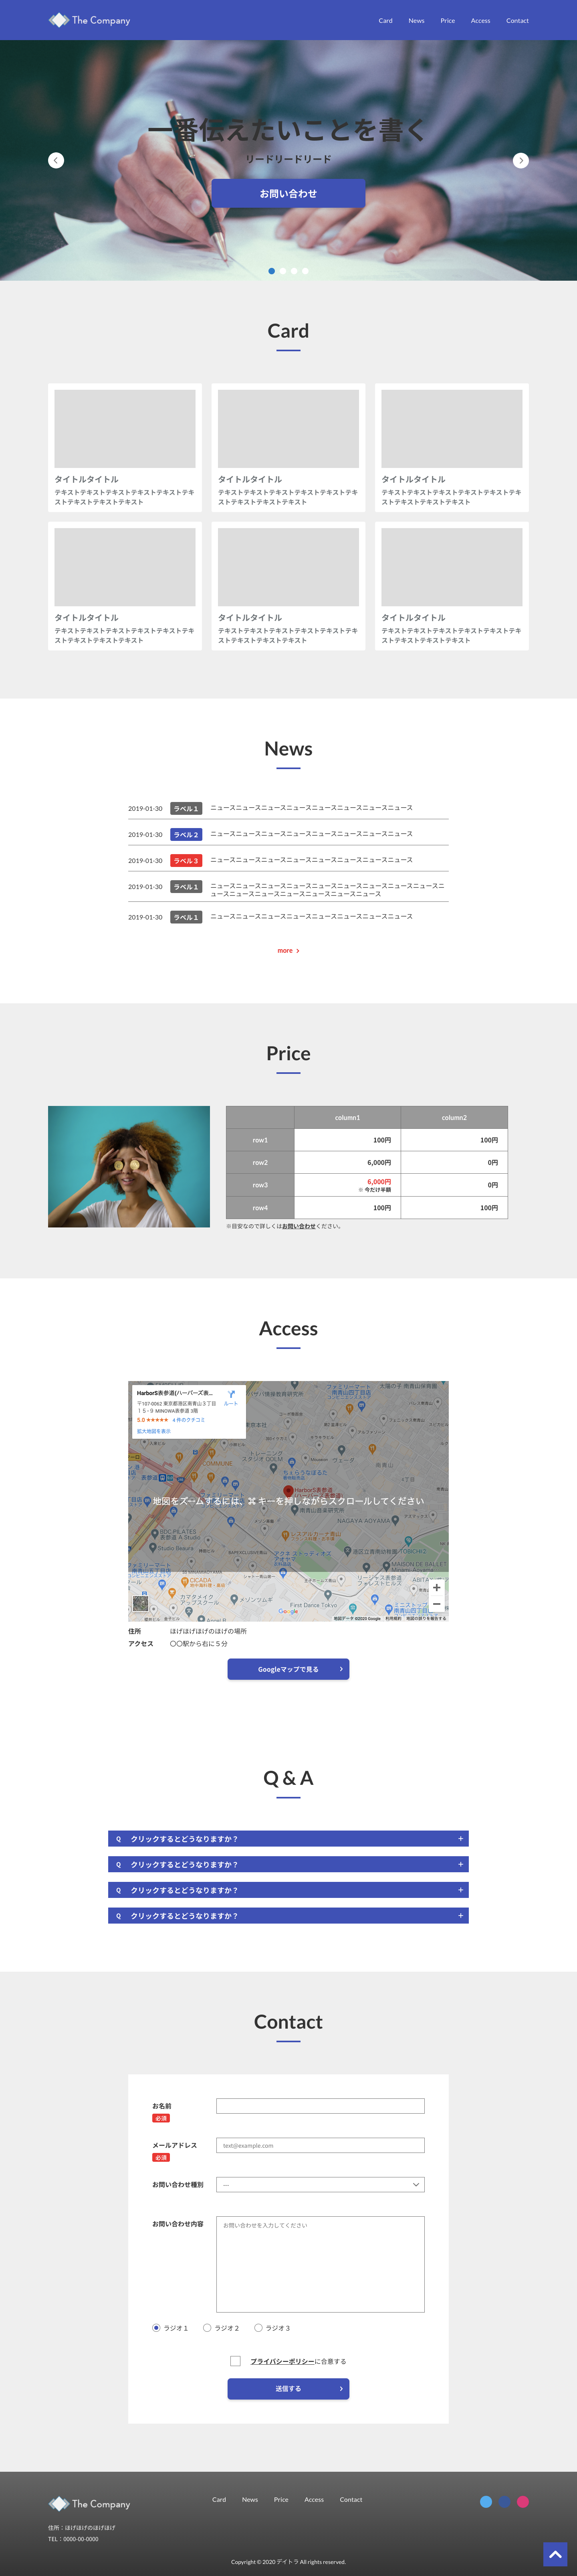 The Company
Card News Price Access Contact
一番伝えたいことを書く
リードリードリード
お問い合わせ
Card
タイトルタイトル
テキストテキストテキストテキストテキストテキ
ストテキストテキストテキスト
タイトルタイトル
テキストテキストテキストテキストテキストテキ
ストテキストテキストテキスト
タイトルタイトル
テキストテキストテキストテキストテキストテキ
ストテキストテキストテキスト
タイトルタイトル
テキストテキストテキストテキストテキストテキ
ストテキストテキストテキスト
タイトルタイトル
テキストテキストテキストテキストテキストテキ
ストテキストテキストテキスト
タイトルタイトル
テキストテキストテキストテキストテキストテキ
ストテキストテキストテキスト
News
2019-01-30 ラベル１ ニュースニュースニュースニュースニュースニュースニュースニュース
2019-01-30 ラベル２ ニュースニュースニュースニュースニュースニュースニュースニュース
2019-01-30 ラベル３ ニュースニュースニュースニュースニュースニュースニュースニュース
2019-01-30 ラベル１ ニュースニュースニュースニュースニュースニュースニュースニュースニュースニ
ュースニュースニュースニュースニュースニュースニュース
2019-01-30 ラベル１ ニュースニュースニュースニュースニュースニュースニュースニュース
more
Price
column1 column2
row1 100円 100円
row2 6,000円 0円
row3 6,000円 0円
※ 今だけ半額
row4 100円 100円
※目安なので詳しくはお問い合わせください。
Access
HarborS表参道(ハーバーズ表...
ルート
〒107-0062 東京都港区南青山３丁目
１５−９ MINOWA表参道 3階
5.0 ★★★★★ 4 件のクチコミ
拡大地図を表示
地図をズームするには、⌘ キーを押しながらスクロールしてください
HarborS表参道
COMMUNE
NAGAYA AOYAMA
Studio Beaura
CICADA
メゾンツムギ
First Dance Tokyo
Google
地図データ ©2023 Google 利用規約 地図の誤りを報告する
住所 ほげほげほげのほげの場所
アクセス 〇〇駅から右に５分
Googleマップで見る
Q & A
Q クリックするとどうなりますか？ +
Q クリックするとどうなりますか？ +
Q クリックするとどうなりますか？ +
Q クリックするとどうなりますか？ +
Contact
お名前
必須
メールアドレス text@example.com
必須
お問い合わせ種別 ---
お問い合わせ内容 お問い合わせを入力してください
ラジオ１ ラジオ２ ラジオ３
プライバシーポリシーに合意する
送信する
The Company
Card News Price Access Contact
住所：ほげほげのほげほげ
TEL：0000-00-0000
Copyright © 2020 デイトラ All rights reserved.